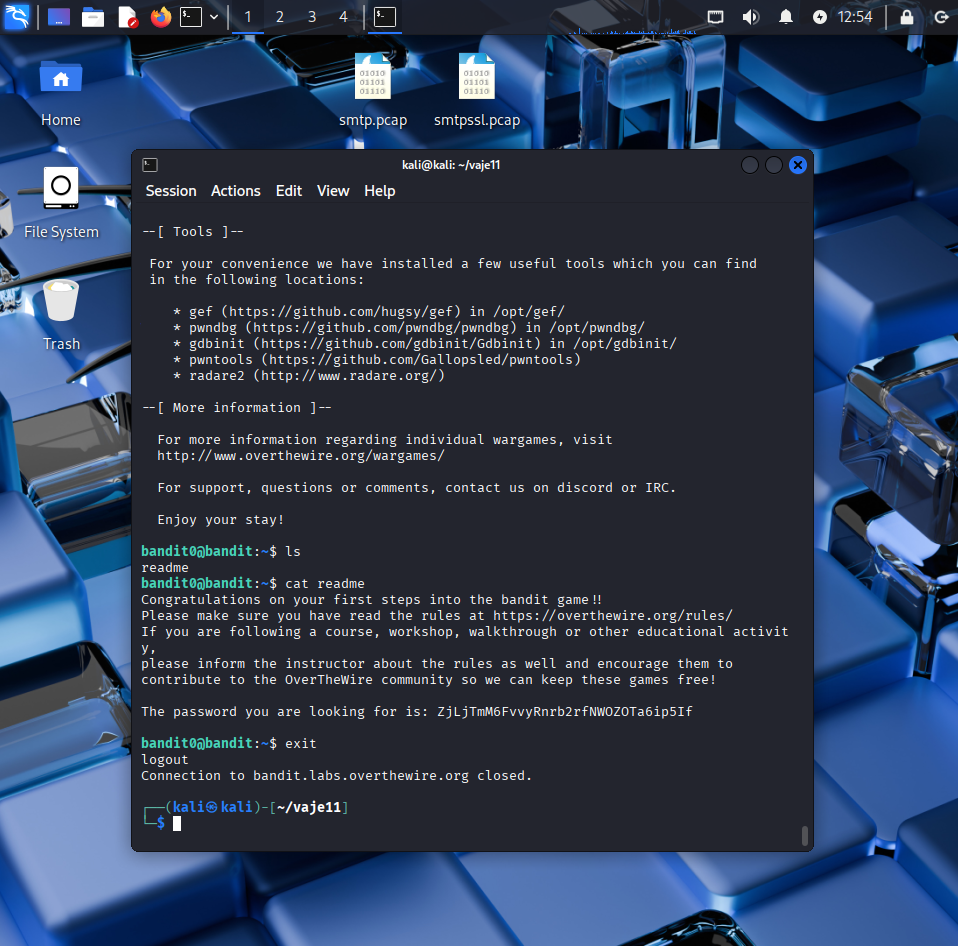 1 2 3 4 12:54
Home
smtp.pcap
smtpssl.pcap
File System
Trash
kali@kali: ~/vaje11
Session Actions Edit View Help
--[ Tools ]--
For your convenience we have installed a few useful tools which you can find
in the following locations:
* gef (https://github.com/hugsy/gef) in /opt/gef/
* pwndbg (https://github.com/pwndbg/pwndbg) in /opt/pwndbg/
* gdbinit (https://github.com/gdbinit/Gdbinit) in /opt/gdbinit/
* pwntools (https://github.com/Gallopsled/pwntools)
* radare2 (http://www.radare.org/)
--[ More information ]--
For more information regarding individual wargames, visit
http://www.overthewire.org/wargames/
For support, questions or comments, contact us on discord or IRC.
Enjoy your stay!
bandit0@bandit:~$ ls
readme
bandit0@bandit:~$ cat readme
Congratulations on your first steps into the bandit game!!
Please make sure you have read the rules at https://overthewire.org/rules/
If you are following a course, workshop, walkthrough or other educational activit
y,
please inform the instructor about the rules as well and encourage them to
contribute to the OverTheWire community so we can keep these games free!
The password you are looking for is: ZjLjTmM6FvvyRnrb2rfNWOZOTa6ip5If
bandit0@bandit:~$ exit
logout
Connection to bandit.labs.overthewire.org closed.
┌──(kali㉿kali)-[~/vaje11]
└─$